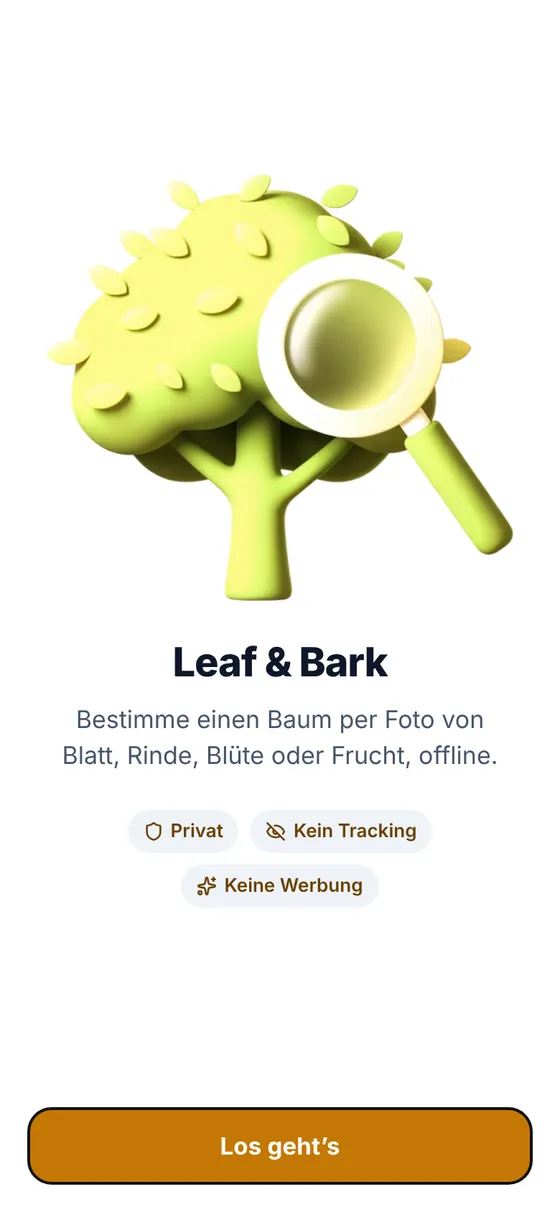 Leaf & Bark
Bestimme einen Baum per Foto von
Blatt, Rinde, Blüte oder Frucht, offline.
Privat
Kein Tracking
Keine Werbung
Los geht’s